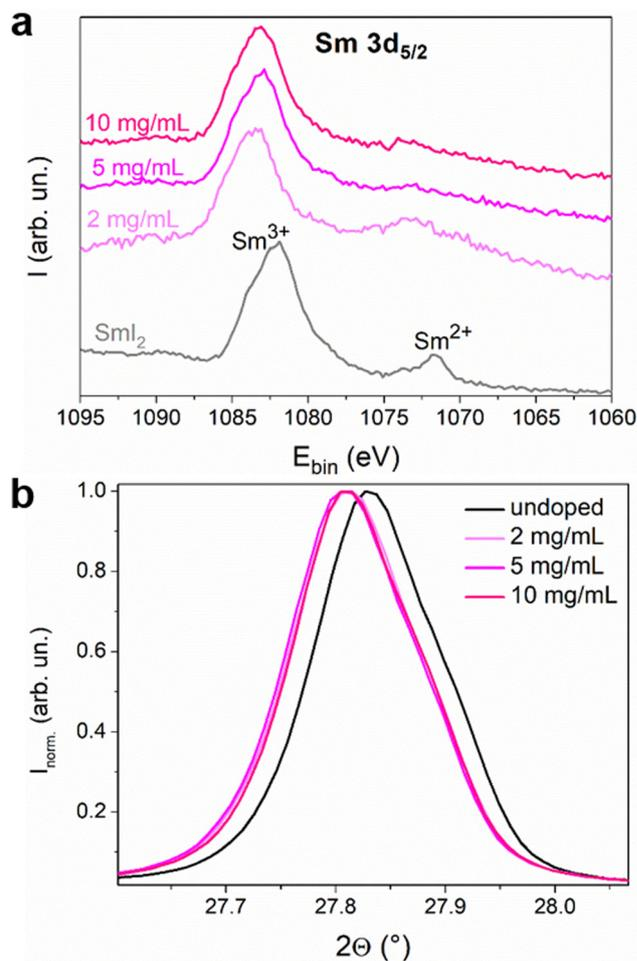 a
Sm 3d5/2
10 mg/mL
5 mg/mL
2 mg/mL
Sm3+
SmI2
Sm2+
I (arb. un.)
1095 1090 1085 1080 1075 1070 1065 1060
Ebin (eV)
b
1.0
0.8
0.6
0.4
0.2
undoped
2 mg/mL
5 mg/mL
10 mg/mL
Inorm. (arb. un.)
27.7 27.8 27.9 28.0
2Θ (°)